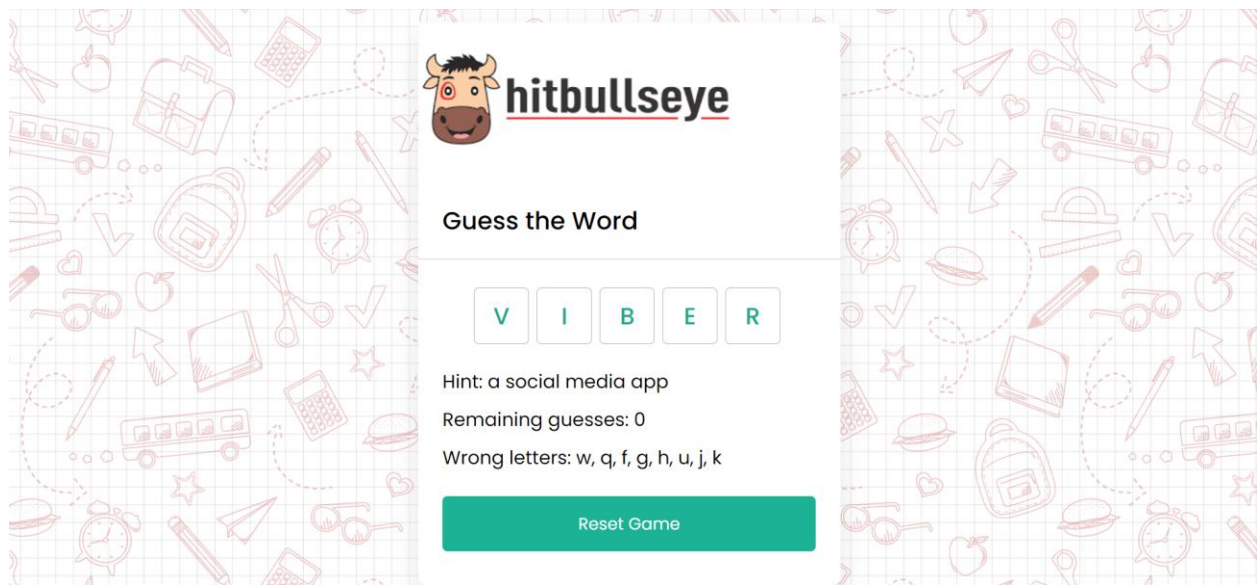 hitbullseye
Guess the Word
V I B E R
Hint: a social media app
Remaining guesses: 0
Wrong letters: w, q, f, g, h, u, j, k
Reset Game